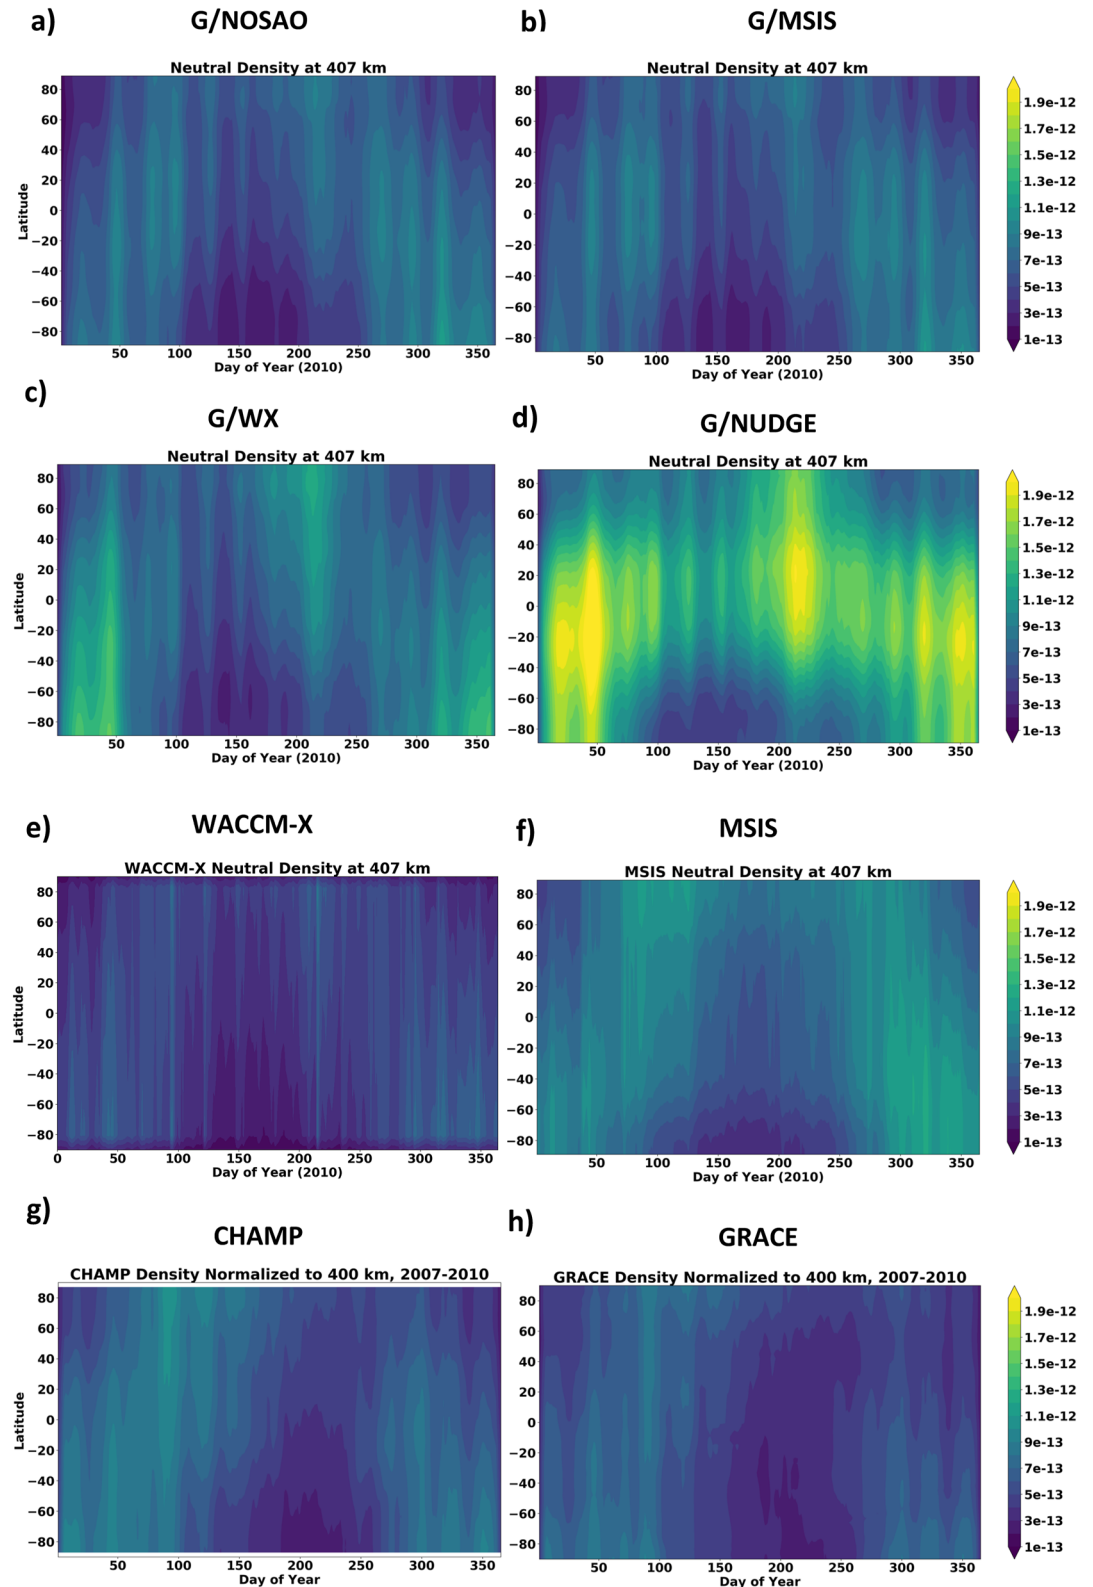 a) G/NOSAO b) G/MSIS
Neutral Density at 407 km Neutral Density at 407 km
80 60 40 20 0 −20 −40 −60 −80
Latitude
50 100 150 200 250 300 350
Day of Year (2010)
80 60 40 20 0 −20 −40 −60 −80
50 100 150 200 250 300 350
Day of Year (2010)
1.9e-12
1.7e-12
1.5e-12
1.3e-12
1.1e-12
9e-13
7e-13
5e-13
3e-13
1e-13
c) G/WX d) G/NUDGE
Neutral Density at 407 km Neutral Density at 407 km
80 60 40 20 0 −20 −40 −60 −80
Latitude
50 100 150 200 250 300 350
Day of Year (2010)
80 60 40 20 0 −20 −40 −60 −80
50 100 150 200 250 300 350
Day of Year (2010)
1.9e-12
1.7e-12
1.5e-12
1.3e-12
1.1e-12
9e-13
7e-13
5e-13
3e-13
1e-13
e) WACCM-X f) MSIS
WACCM-X Neutral Density at 407 km MSIS Neutral Density at 407 km
80 60 40 20 0 −20 −40 −60 −80
Latitude
0 50 100 150 200 250 300 350
Day of Year (2010)
80 60 40 20 0 −20 −40 −60 −80
50 100 150 200 250 300 350
Day of Year (2010)
1.9e-12
1.7e-12
1.5e-12
1.3e-12
1.1e-12
9e-13
7e-13
5e-13
3e-13
1e-13
g) CHAMP h) GRACE
CHAMP Density Normalized to 400 km, 2007-2010 GRACE Density Normalized to 400 km, 2007-2010
80 60 40 20 0 −20 −40 −60 −80
Latitude
50 100 150 200 250 300 350
Day of Year
80 60 40 20 0 −20 −40 −60 −80
50 100 150 200 250 300 350
Day of Year
1.9e-12
1.7e-12
1.5e-12
1.3e-12
1.1e-12
9e-13
7e-13
5e-13
3e-13
1e-13